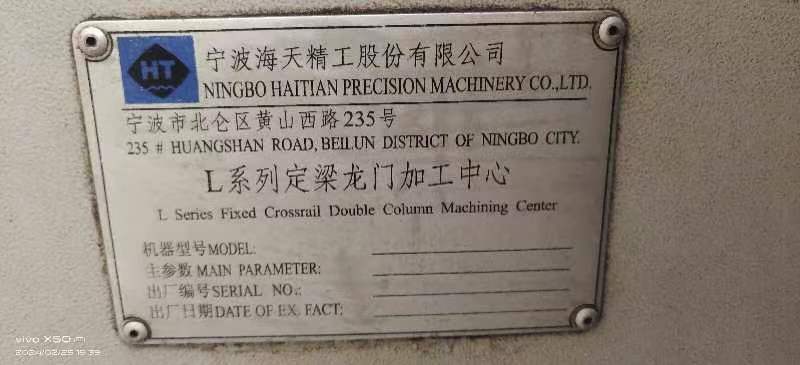 HT
宁波海天精工股份有限公司
NINGBO HAITIAN PRECISION MACHINERY CO.,LTD.
宁波市北仑区黄山西路235号
235 # HUANGSHAN ROAD, BEILUN DISTRICT OF NINGBO CITY.
L系列定梁龙门加工中心
L Series Fixed Crossrail Double Column Machining Center
机器型号MODEL:
主参数 MAIN PARAMETER:
出厂编号SERIAL NO.:
出厂日期DATE OF EX. FACT:
vivo X50
2024/02/25 15:39